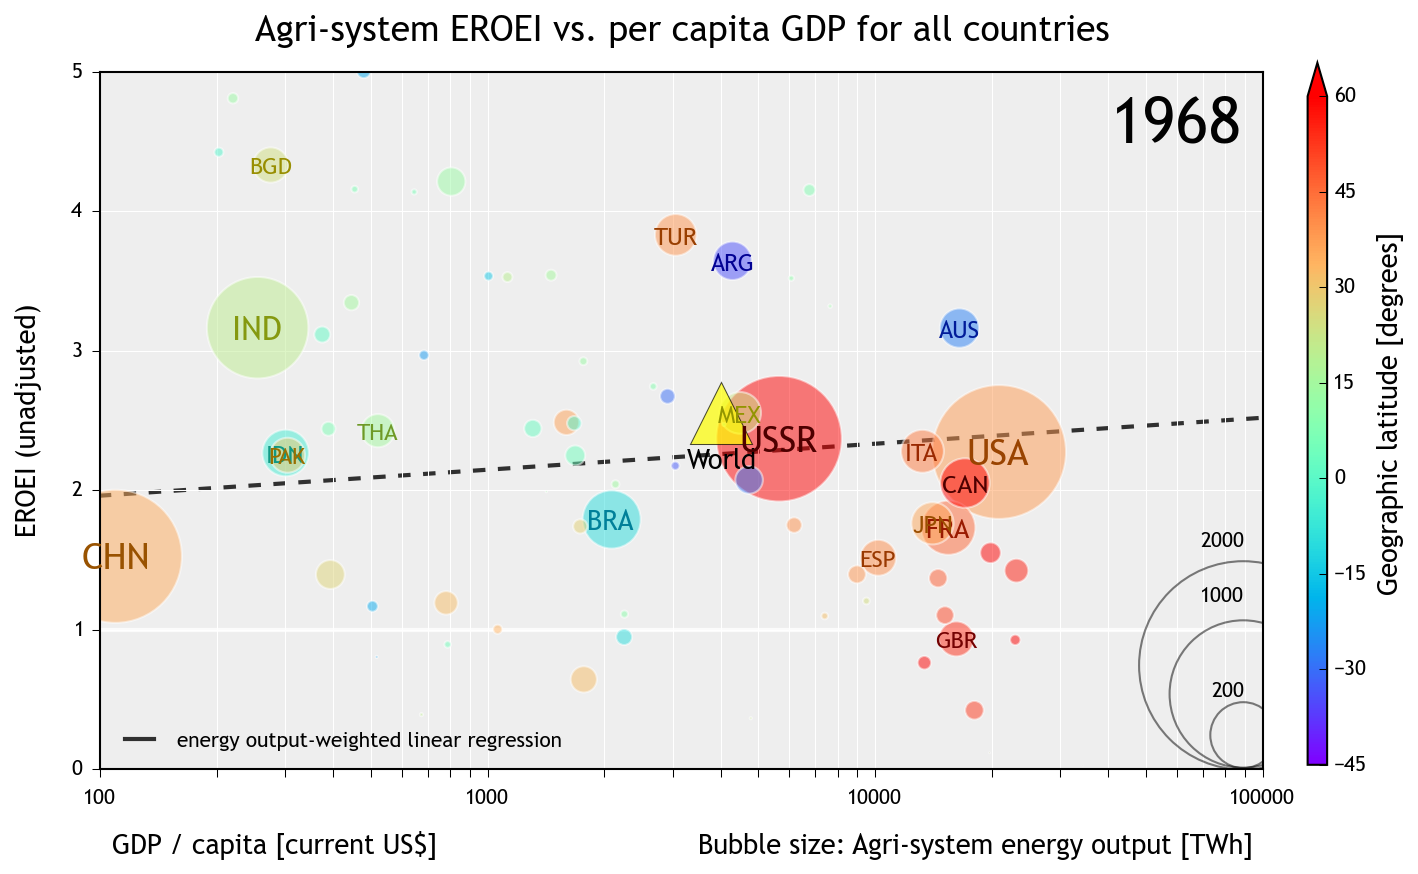 Agri-system EROEI vs. per capita GDP for all countries
1968
EROEI (unadjusted)
5
4
3
2
1
0
BGD
TUR
ARG
IND
AUS
THA
MEX
USSR
World
ITA
USA
IDN
PAK
CAN
BRA
JPN
FRA
CHN
ESP
GBR
2000
1000
200
energy output-weighted linear regression
100
1000
10000
100000
GDP / capita [current US$]
Bubble size: Agri-system energy output [TWh]
60
45
30
15
0
−15
−30
−45
Geographic latitude [degrees]